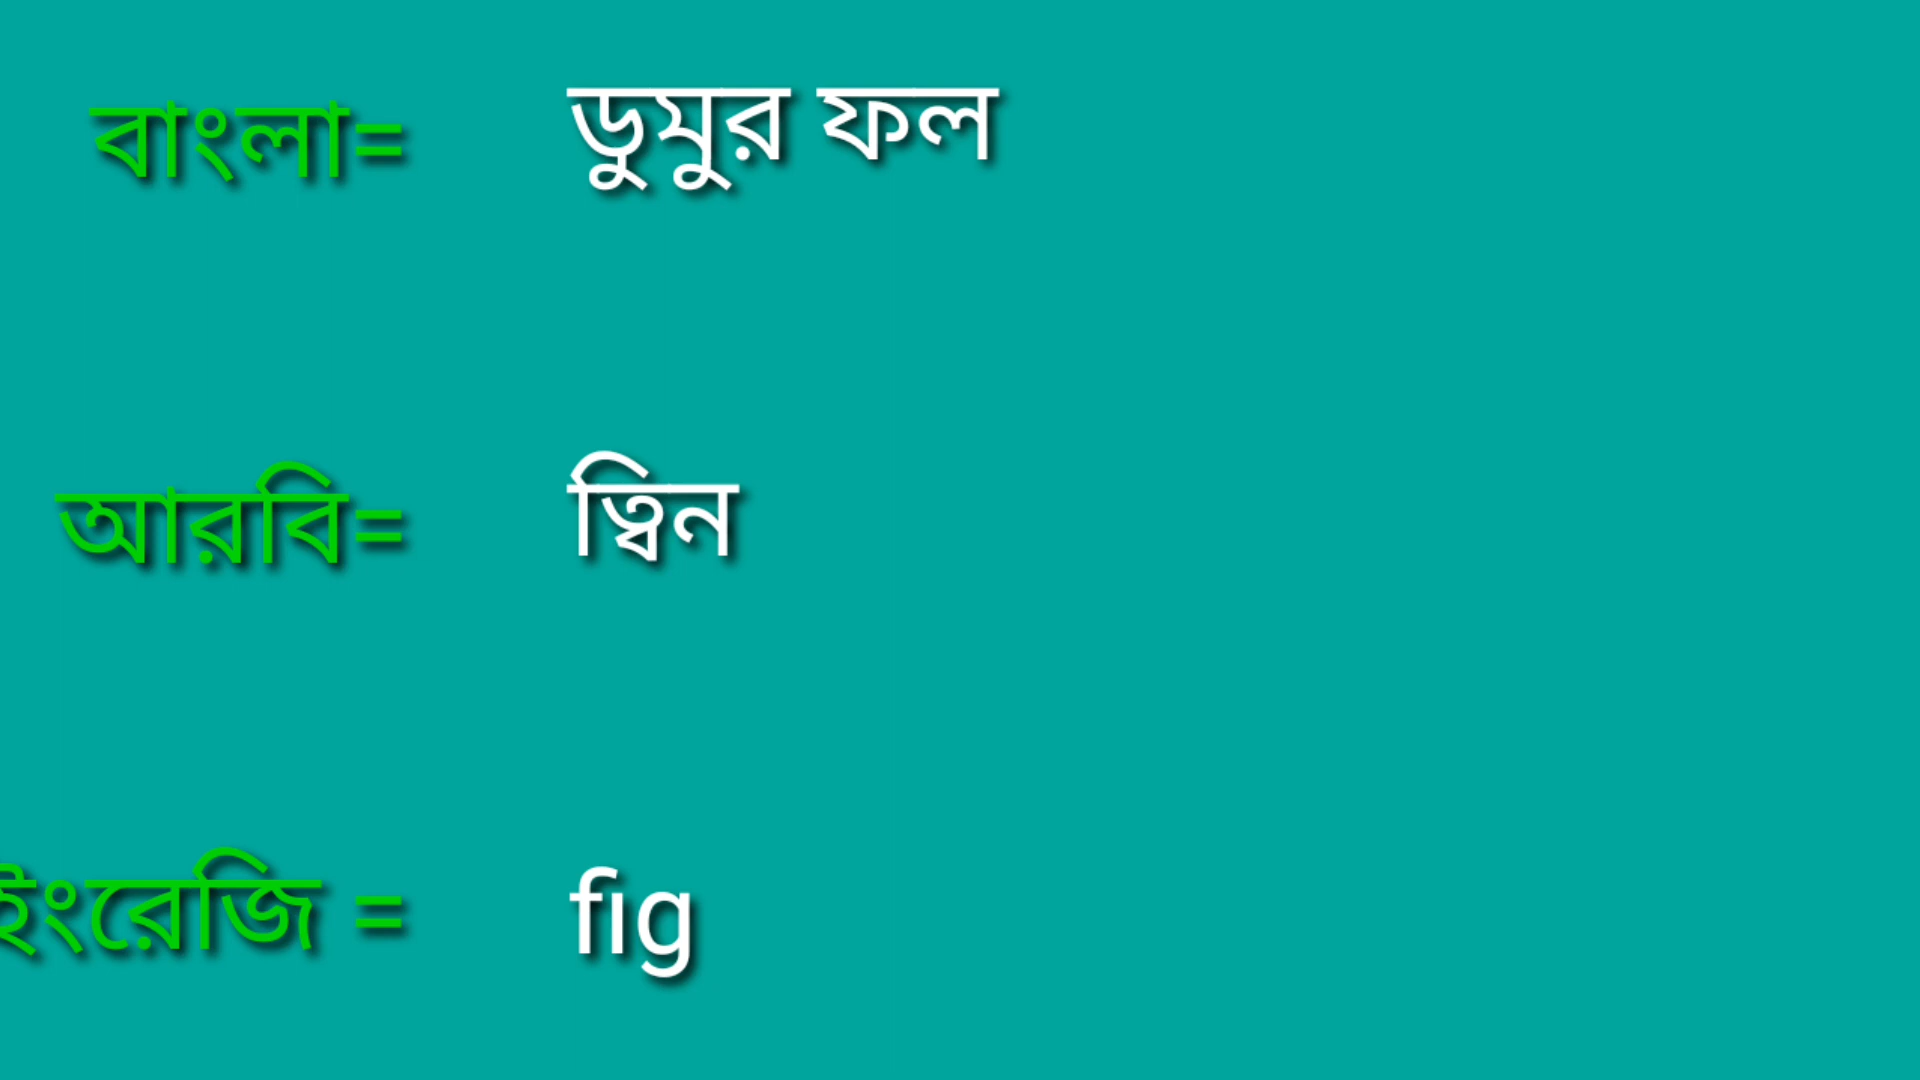 বাংলা= ডুমুর ফল
আরবি= ত্বিন
ইংরেজি = fig